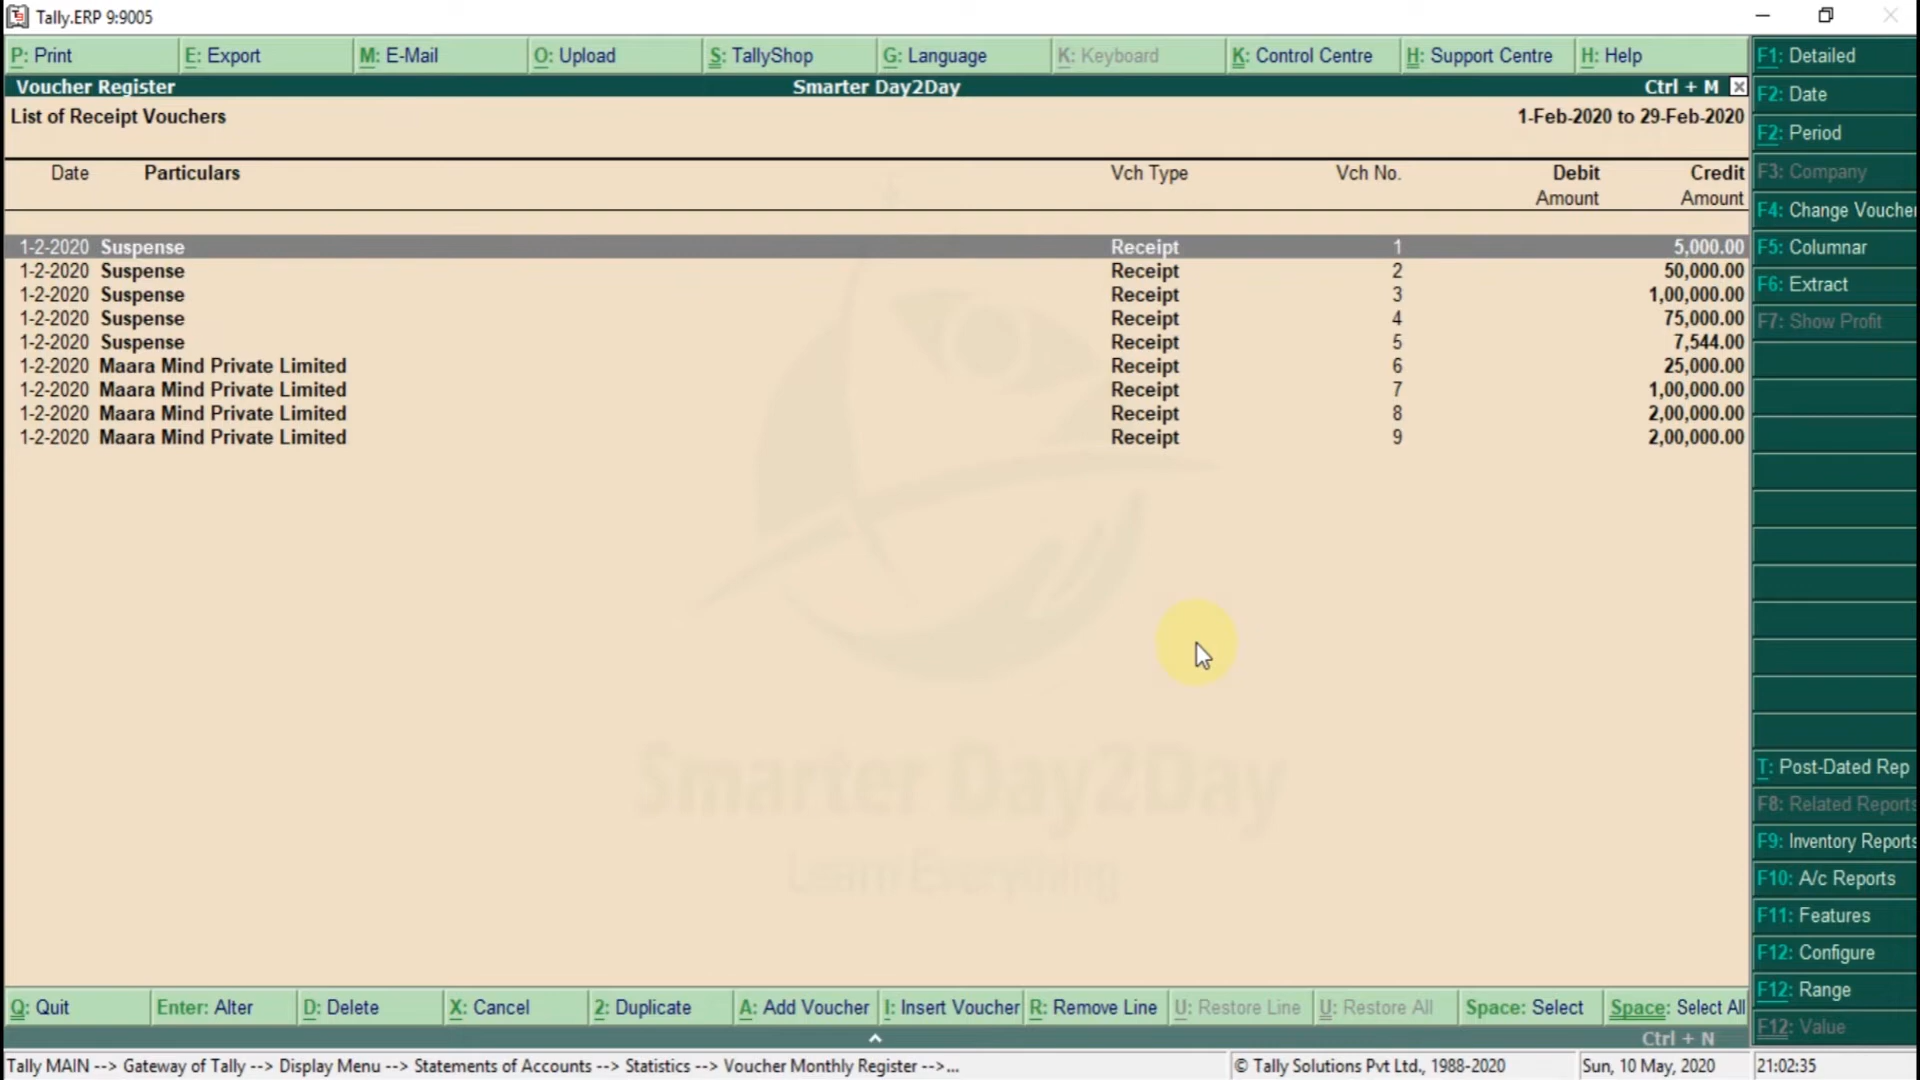 Tally.ERP 9:9005
P: Print E: Export M: E-Mail O: Upload S: TallyShop G: Language K: Keyboard K: Control Centre H: Support Centre H: Help
Voucher Register Smarter Day2Day Ctrl + M
List of Receipt Vouchers 1-Feb-2020 to 29-Feb-2020
Date Particulars Vch Type Vch No. Debit Credit
Amount Amount
1-2-2020 Suspense Receipt 1 5,000.00
1-2-2020 Suspense Receipt 2 50,000.00
1-2-2020 Suspense Receipt 3 1,00,000.00
1-2-2020 Suspense Receipt 4 75,000.00
1-2-2020 Suspense Receipt 5 7,544.00
1-2-2020 Maara Mind Private Limited Receipt 6 25,000.00
1-2-2020 Maara Mind Private Limited Receipt 7 1,00,000.00
1-2-2020 Maara Mind Private Limited Receipt 8 2,00,000.00
1-2-2020 Maara Mind Private Limited Receipt 9 2,00,000.00
Smarter Day2Day
Learn Everything
F1: Detailed
F2: Date
F2: Period
F3: Company
F4: Change Voucher
F5: Columnar
F6: Extract
F7: Show Profit
T: Post-Dated Rep
F8: Related Reports
F9: Inventory Reports
F10: A/c Reports
F11: Features
F12: Configure
F12: Range
F12: Value
Q: Quit Enter: Alter D: Delete X: Cancel 2: Duplicate A: Add Voucher I: Insert Voucher R: Remove Line U: Restore Line U: Restore All Space: Select Space: Select All
Ctrl + N
Tally MAIN --> Gateway of Tally --> Display Menu --> Statements of Accounts --> Statistics --> Voucher Monthly Register -->... © Tally Solutions Pvt Ltd., 1988-2020 Sun, 10 May, 2020 21:02:35